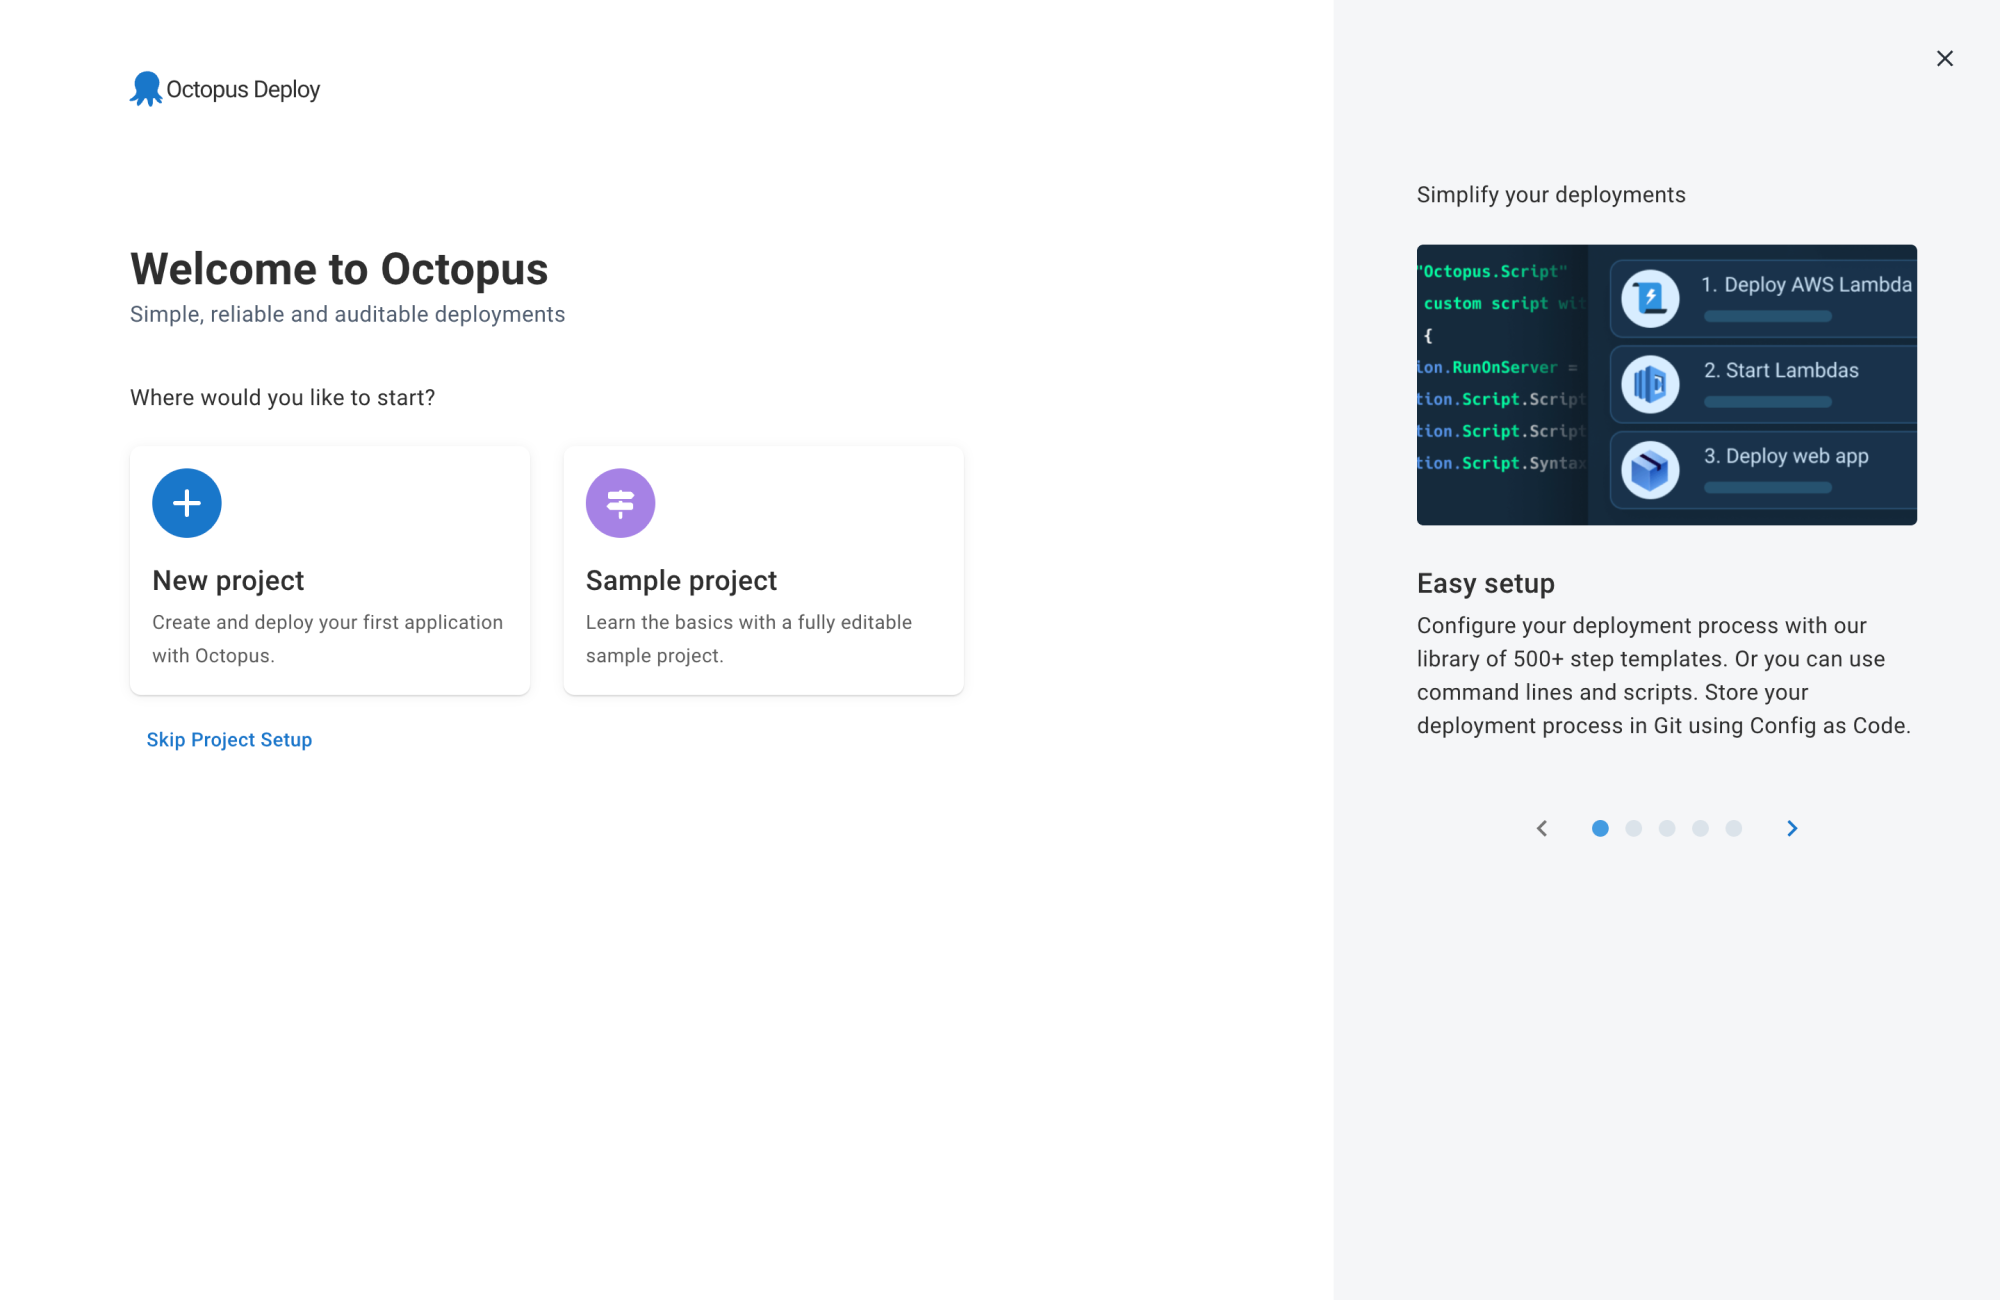 Octopus Deploy
Welcome to Octopus
Simple, reliable and auditable deployments
Where would you like to start?
New project
Create and deploy your first application
with Octopus.
Sample project
Learn the basics with a fully editable
sample project.
Skip Project Setup
Simplify your deployments
"Octopus.Script"
custom script wit
{
ion.RunOnServer =
tion.Script.Script
tion.Script.Script
tion.Script.Syntax
1. Deploy AWS Lambda
2. Start Lambdas
3. Deploy web app
Easy setup
Configure your deployment process with our
library of 500+ step templates. Or you can use
command lines and scripts. Store your
deployment process in Git using Config as Code.